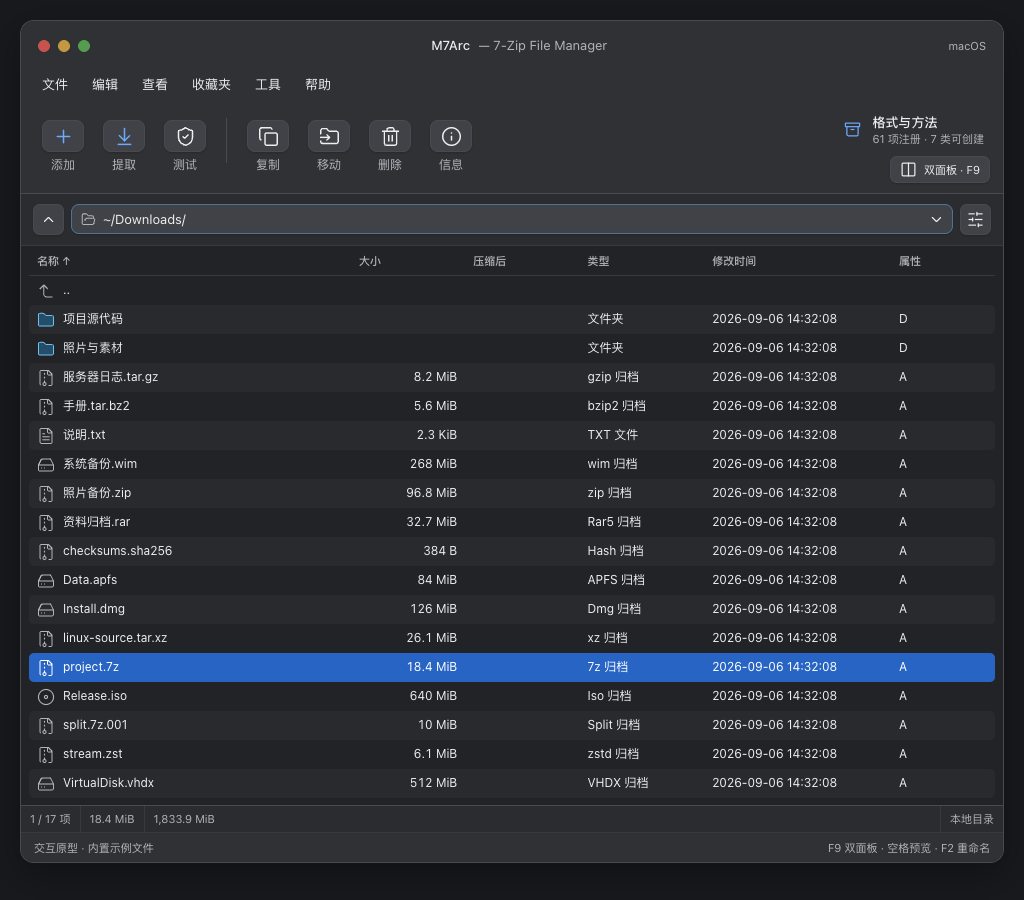 M7Arc — 7-Zip File Manager
macOS
文件 编辑 查看 收藏夹 工具 帮助
添加 提取 测试 复制 移动 删除 信息
格式与方法
61 项注册 · 7 类可创建
双面板 · F9
~/Downloads/
名称 ↑ 大小 压缩后 类型 修改时间 属性
..
项目源代码 文件夹 2026-09-06 14:32:08 D
照片与素材 文件夹 2026-09-06 14:32:08 D
服务器日志.tar.gz 8.2 MiB gzip 归档 2026-09-06 14:32:08 A
手册.tar.bz2 5.6 MiB bzip2 归档 2026-09-06 14:32:08 A
说明.txt 2.3 KiB TXT 文件 2026-09-06 14:32:08 A
系统备份.wim 268 MiB wim 归档 2026-09-06 14:32:08 A
照片备份.zip 96.8 MiB zip 归档 2026-09-06 14:32:08 A
资料归档.rar 32.7 MiB Rar5 归档 2026-09-06 14:32:08 A
checksums.sha256 384 B Hash 归档 2026-09-06 14:32:08 A
Data.apfs 84 MiB APFS 归档 2026-09-06 14:32:08 A
Install.dmg 126 MiB Dmg 归档 2026-09-06 14:32:08 A
linux-source.tar.xz 26.1 MiB xz 归档 2026-09-06 14:32:08 A
project.7z 18.4 MiB 7z 归档 2026-09-06 14:32:08 A
Release.iso 640 MiB Iso 归档 2026-09-06 14:32:08 A
split.7z.001 10 MiB Split 归档 2026-09-06 14:32:08 A
stream.zst 6.1 MiB zstd 归档 2026-09-06 14:32:08 A
VirtualDisk.vhdx 512 MiB VHDX 归档 2026-09-06 14:32:08 A
1 / 17 项 18.4 MiB 1,833.9 MiB 本地目录
交互原型 · 内置示例文件 F9 双面板 · 空格预览 · F2 重命名